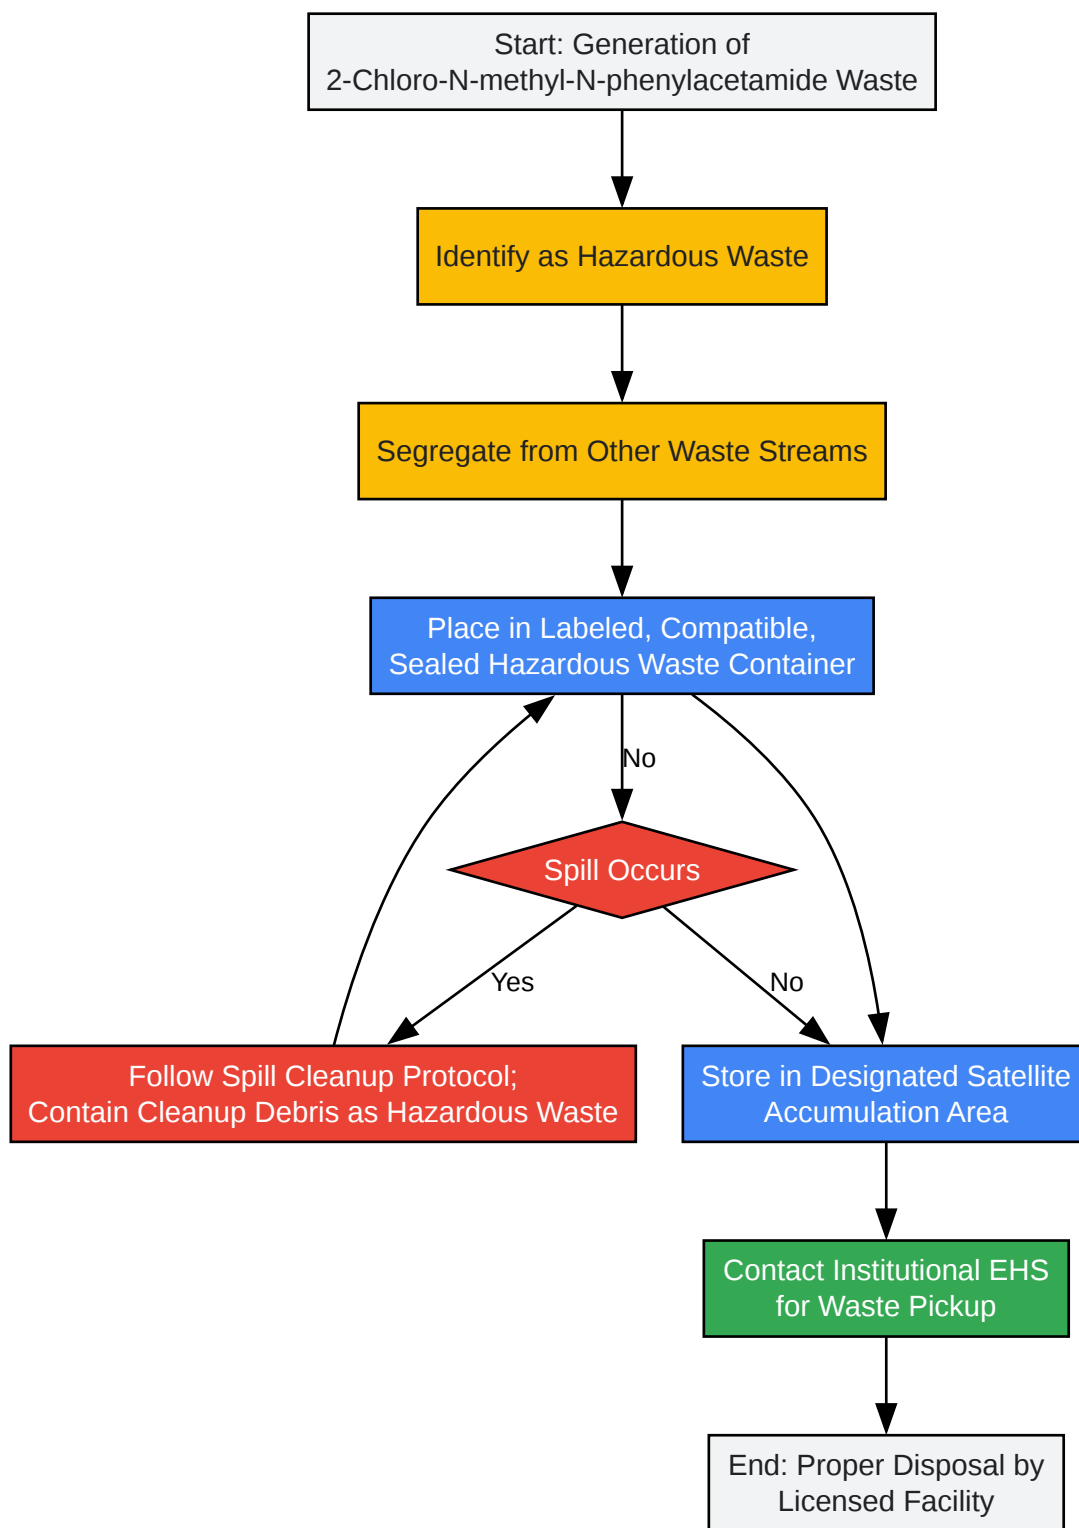 Start: Generation of
2-Chloro-N-methyl-N-phenylacetamide Waste
Identify as Hazardous Waste
Segregate from Other Waste Streams
Place in Labeled, Compatible,
Sealed Hazardous Waste Container
No
Spill Occurs
Yes
No
Follow Spill Cleanup Protocol;
Contain Cleanup Debris as Hazardous Waste
Store in Designated Satellite
Accumulation Area
Contact Institutional EHS
for Waste Pickup
End: Proper Disposal by
Licensed Facility